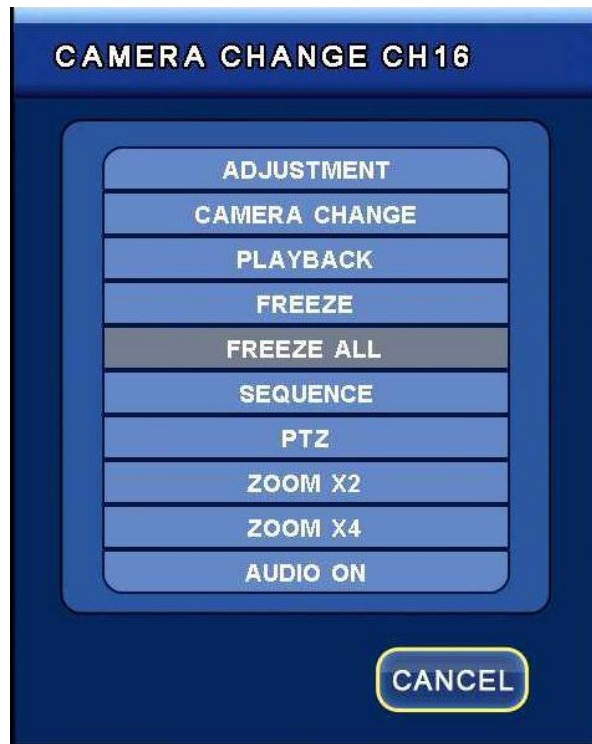 CAMERA CHANGE CH16
ADJUSTMENT
CAMERA CHANGE
PLAYBACK
FREEZE
FREEZE ALL
SEQUENCE
PTZ
ZOOM X2
ZOOM X4
AUDIO ON
CANCEL